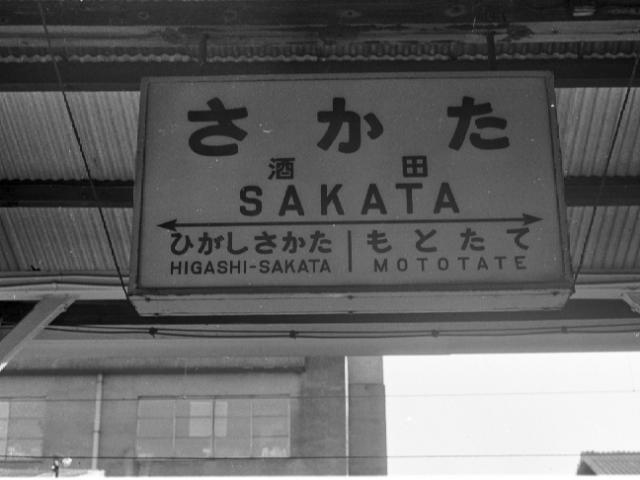 さかた
酒田
SAKATA
ひがしさかた | もとたて
HIGASHI-SAKATA | MOTOTATE